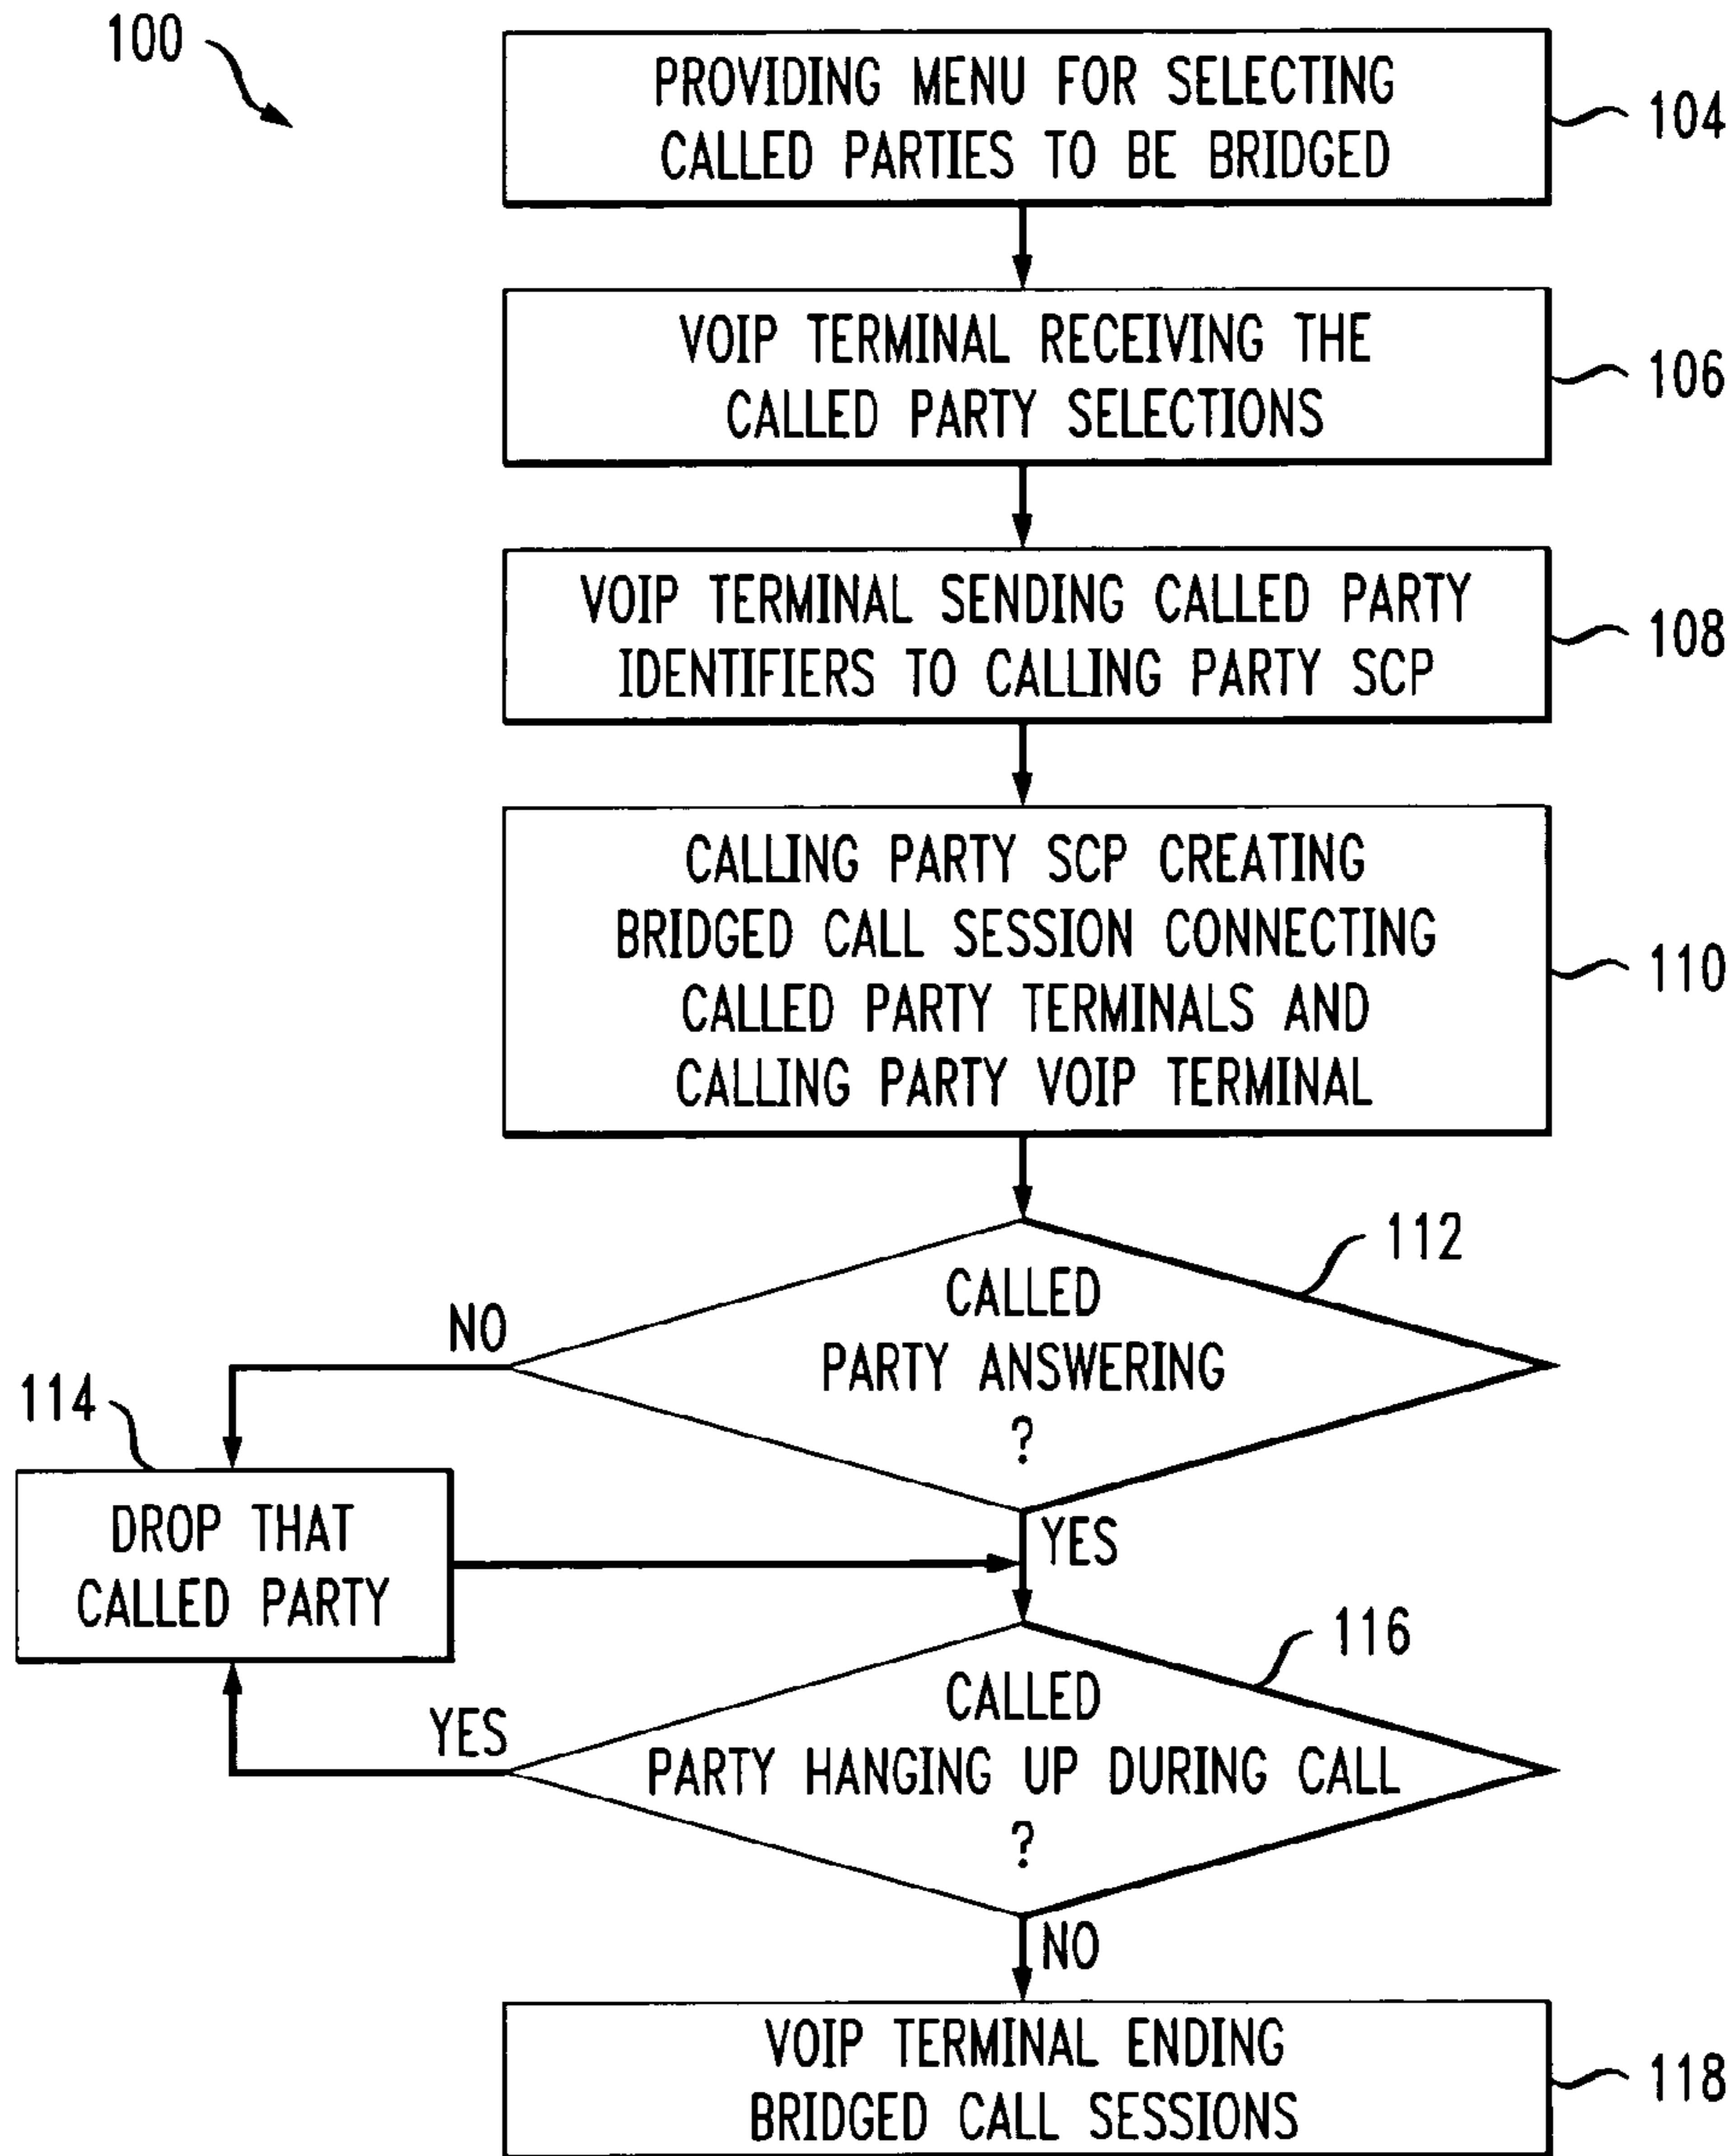 100
PROVIDING MENU FOR SELECTING
CALLED PARTIES TO BE BRIDGED
104
VOIP TERMINAL RECEIVING THE
CALLED PARTY SELECTIONS
106
VOIP TERMINAL SENDING CALLED PARTY
IDENTIFIERS TO CALLING PARTY SCP
108
CALLING PARTY SCP CREATING
BRIDGED CALL SESSION CONNECTING
CALLED PARTY TERMINALS AND
CALLING PARTY VOIP TERMINAL
110
CALLED
PARTY ANSWERING
?
112
NO
YES
114
DROP THAT
CALLED PARTY
CALLED
PARTY HANGING UP DURING CALL
?
116
YES
NO
VOIP TERMINAL ENDING
BRIDGED CALL SESSIONS
118